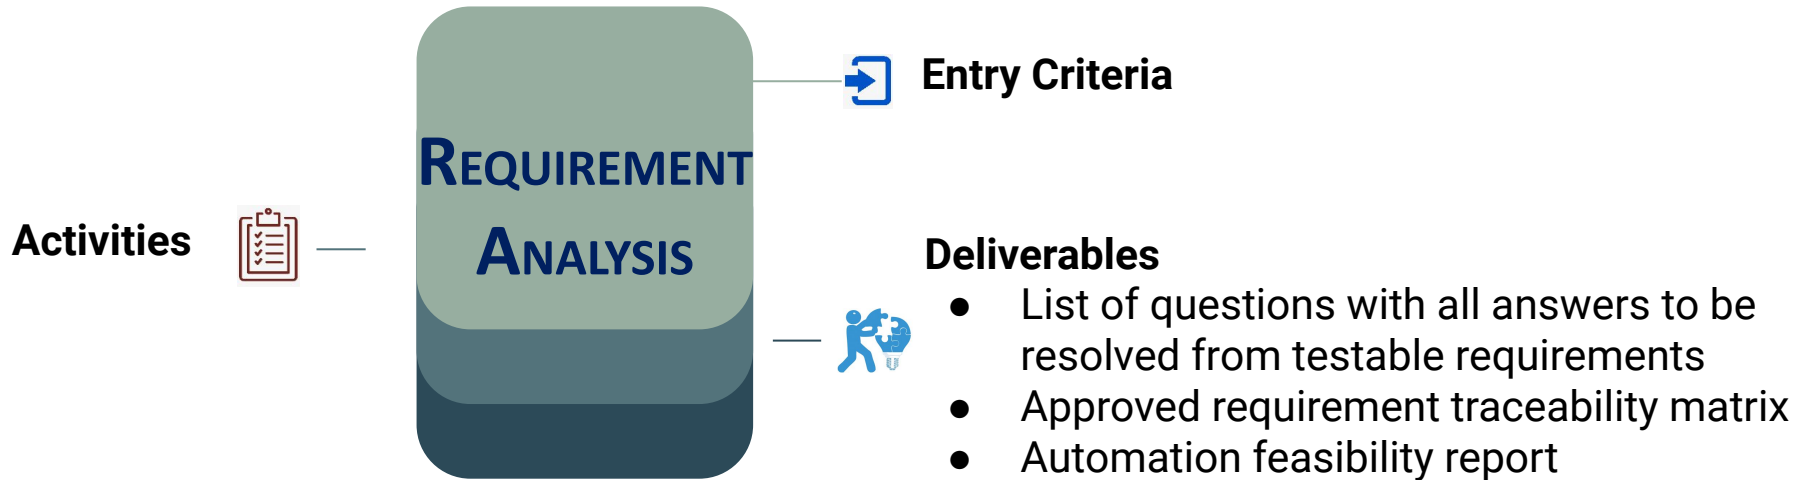 Entry Criteria
REQUIREMENT
ANALYSIS
Activities
Deliverables
● List of questions with all answers to be
resolved from testable requirements
● Approved requirement traceability matrix
● Automation feasibility report